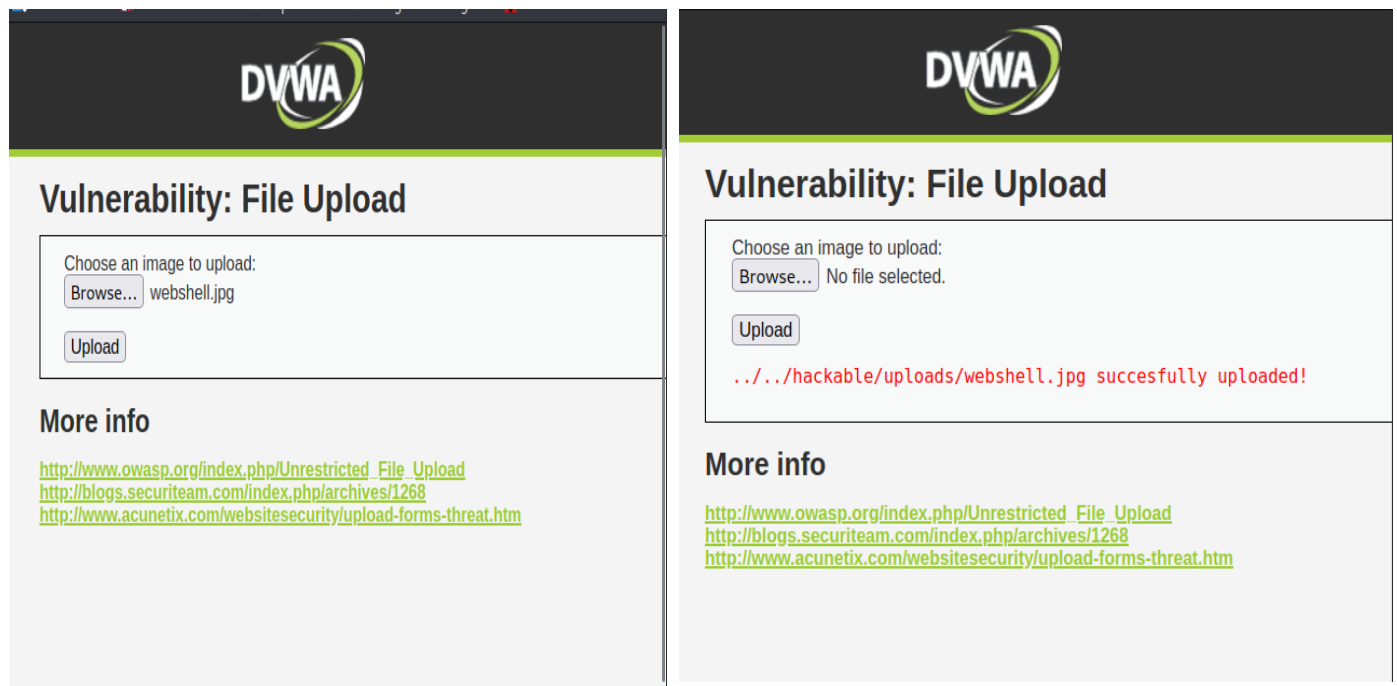 DVWA
Vulnerability: File Upload
Choose an image to upload:
Browse... webshell.jpg
Upload
More info
http://www.owasp.org/index.php/Unrestricted_File_Upload
http://blogs.securiteam.com/index.php/archives/1268
http://www.acunetix.com/websitesecurity/upload-forms-threat.htm
DVWA
Vulnerability: File Upload
Choose an image to upload:
Browse... No file selected.
Upload
../../hackable/uploads/webshell.jpg succesfully uploaded!
More info
http://www.owasp.org/index.php/Unrestricted_File_Upload
http://blogs.securiteam.com/index.php/archives/1268
http://www.acunetix.com/websitesecurity/upload-forms-threat.htm